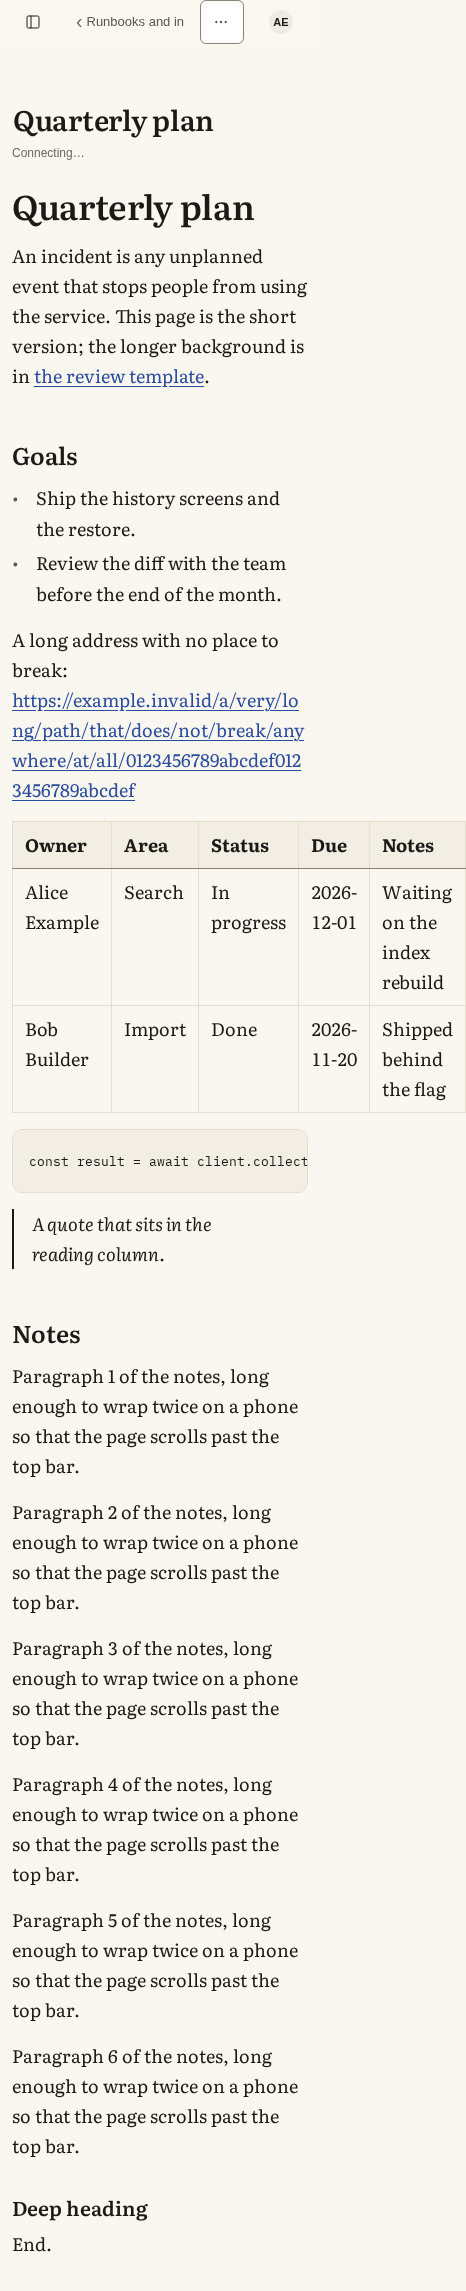 ‹ Runbooks and in ... AE
Quarterly plan
Connecting…
Quarterly plan
An incident is any unplanned
event that stops people from using
the service. This page is the short
version; the longer background is
in the review template.
Goals
• Ship the history screens and
the restore.
• Review the diff with the team
before the end of the month.
A long address with no place to
break:
https://example.invalid/a/very/lo
ng/path/that/does/not/break/any
where/at/all/0123456789abcdef012
3456789abcdef
Owner Area Status Due Notes
Alice Search In 2026- Waiting
Example progress 12-01 on the
index
rebuild
Bob Import Done 2026- Shipped
Builder 11-20 behind
the flag
const result = await client.collect
A quote that sits in the
reading column.
Notes
Paragraph 1 of the notes, long
enough to wrap twice on a phone
so that the page scrolls past the
top bar.
Paragraph 2 of the notes, long
enough to wrap twice on a phone
so that the page scrolls past the
top bar.
Paragraph 3 of the notes, long
enough to wrap twice on a phone
so that the page scrolls past the
top bar.
Paragraph 4 of the notes, long
enough to wrap twice on a phone
so that the page scrolls past the
top bar.
Paragraph 5 of the notes, long
enough to wrap twice on a phone
so that the page scrolls past the
top bar.
Paragraph 6 of the notes, long
enough to wrap twice on a phone
so that the page scrolls past the
top bar.
Deep heading
End.